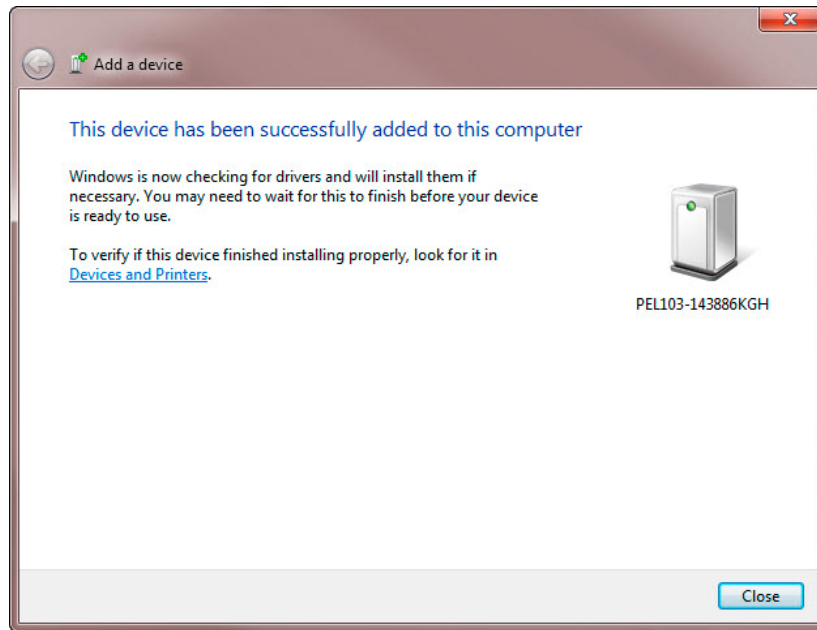 Add a device
This device has been successfully added to this computer
Windows is now checking for drivers and will install them if
necessary. You may need to wait for this to finish before your device
is ready to use.
To verify if this device finished installing properly, look for it in
Devices and Printers.
PEL103-143886KGH
Close